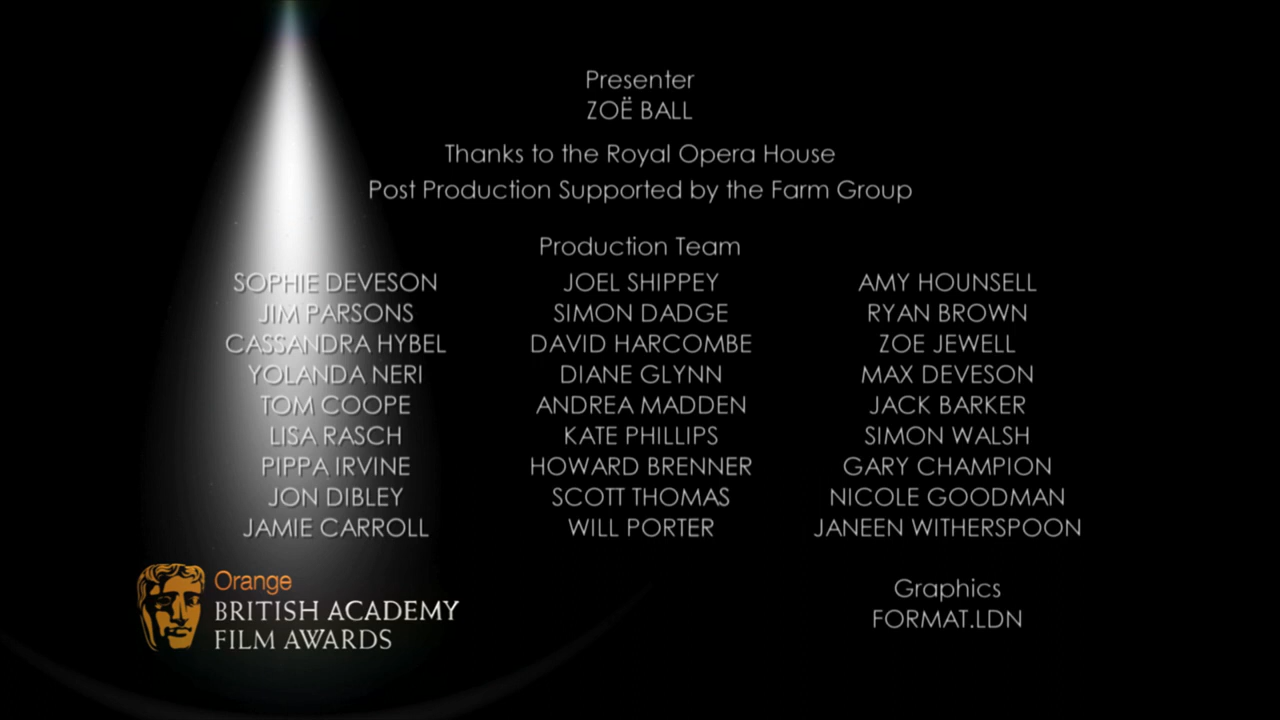 Presenter
ZOË BALL
Thanks to the Royal Opera House
Post Production Supported by the Farm Group
Production Team
SOPHIE DEVESON JOEL SHIPPEY AMY HOUNSELL
JIM PARSONS SIMON DADGE RYAN BROWN
CASSANDRA HYBEL DAVID HARCOMBE ZOE JEWELL
YOLANDA NERI DIANE GLYNN MAX DEVESON
TOM COOPE ANDREA MADDEN JACK BARKER
LISA RASCH KATE PHILLIPS SIMON WALSH
PIPPA IRVINE HOWARD BRENNER GARY CHAMPION
JON DIBLEY SCOTT THOMAS NICOLE GOODMAN
JAMIE CARROLL WILL PORTER JANEEN WITHERSPOON
Orange
BRITISH ACADEMY
FILM AWARDS
Graphics
FORMAT.LDN